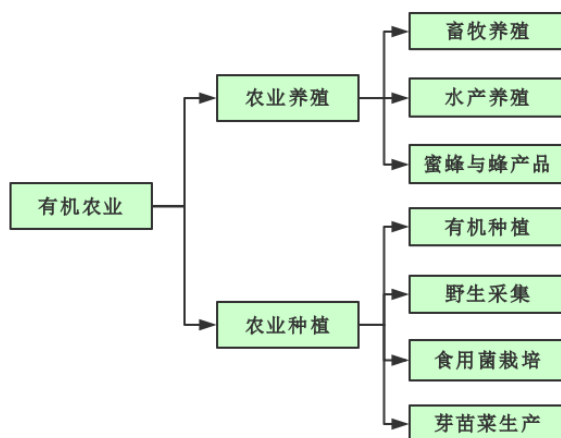 有机农业
农业养殖
畜牧养殖
水产养殖
蜜蜂与蜂产品
农业种植
有机种植
野生采集
食用菌栽培
芽苗菜生产